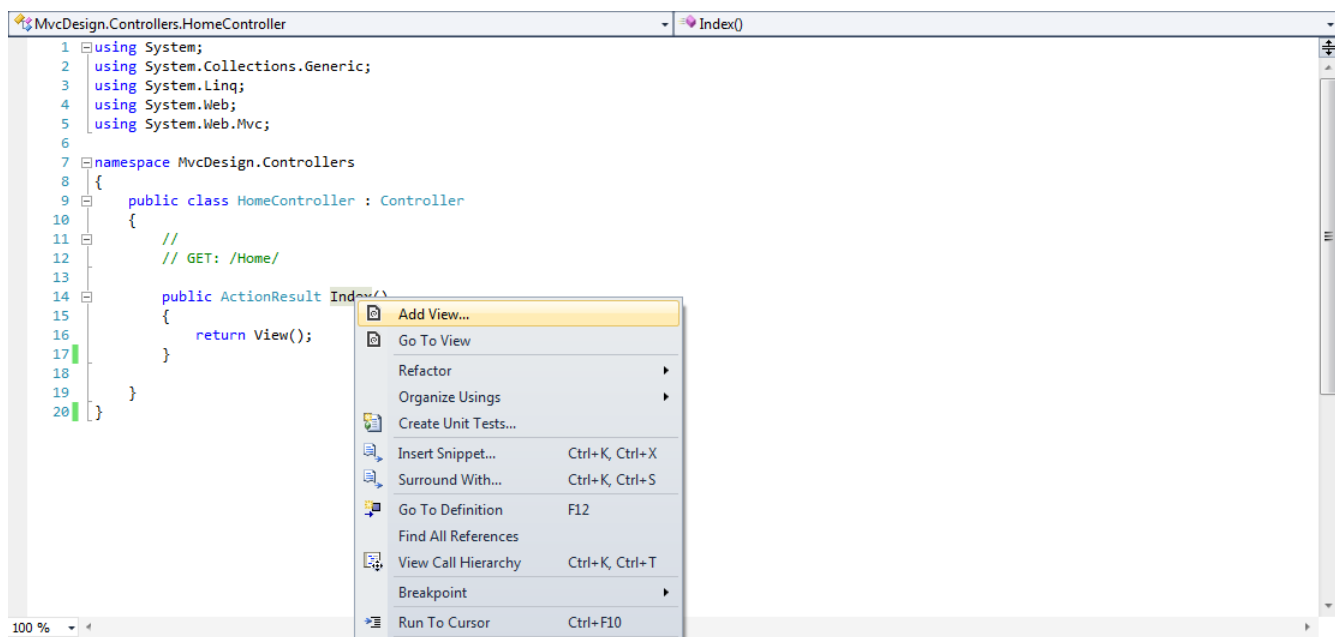 MvcDesign.Controllers.HomeController Index()
1 using System;
2 using System.Collections.Generic;
3 using System.Linq;
4 using System.Web;
5 using System.Web.Mvc;
6
7 namespace MvcDesign.Controllers
8 {
9 public class HomeController : Controller
10 {
11 //
12 // GET: /Home/
13
14 public ActionResult Index()
15 {
16 return View();
17 }
18
19 }
20 }
Add View...
Go To View
Refactor
Organize Usings
Create Unit Tests...
Insert Snippet... Ctrl+K, Ctrl+X
Surround With... Ctrl+K, Ctrl+S
Go To Definition F12
Find All References
View Call Hierarchy Ctrl+K, Ctrl+T
Breakpoint
Run To Cursor Ctrl+F10
100 %